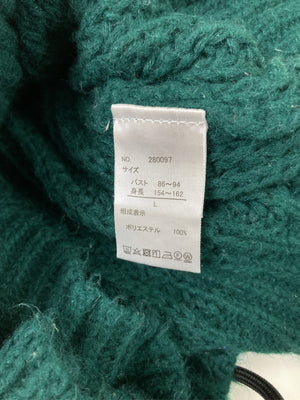 NO. 280097
サイズ
バスト 86〜94
身長 154〜162
L
組成表示
ポリエステル 100%